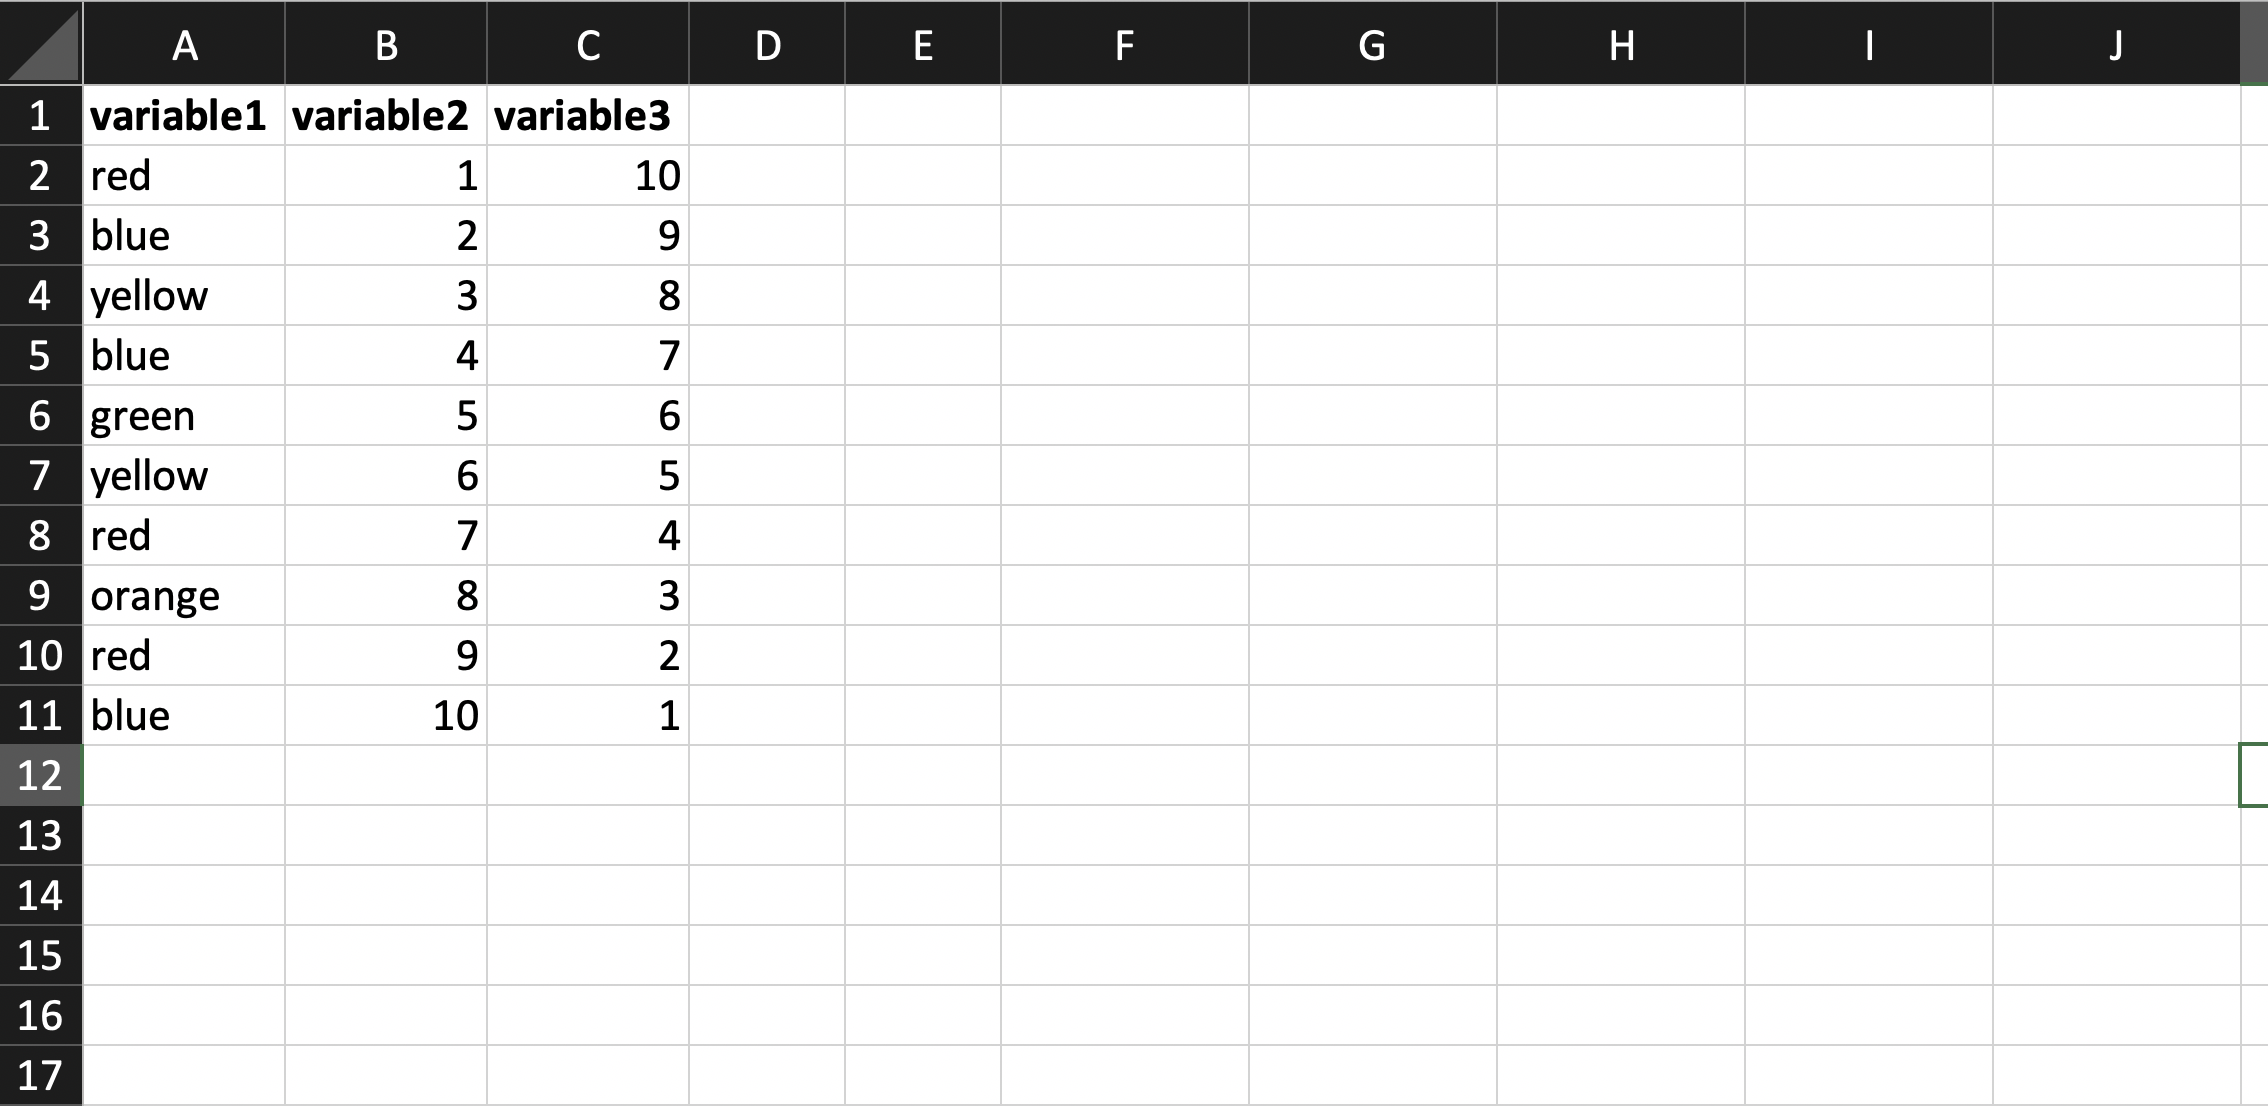 A B C D E F G H I J
1 variable1 variable2 variable3
2 red 1 10
3 blue 2 9
4 yellow 3 8
5 blue 4 7
6 green 5 6
7 yellow 6 5
8 red 7 4
9 orange 8 3
10 red 9 2
11 blue 10 1
12
13
14
15
16
17